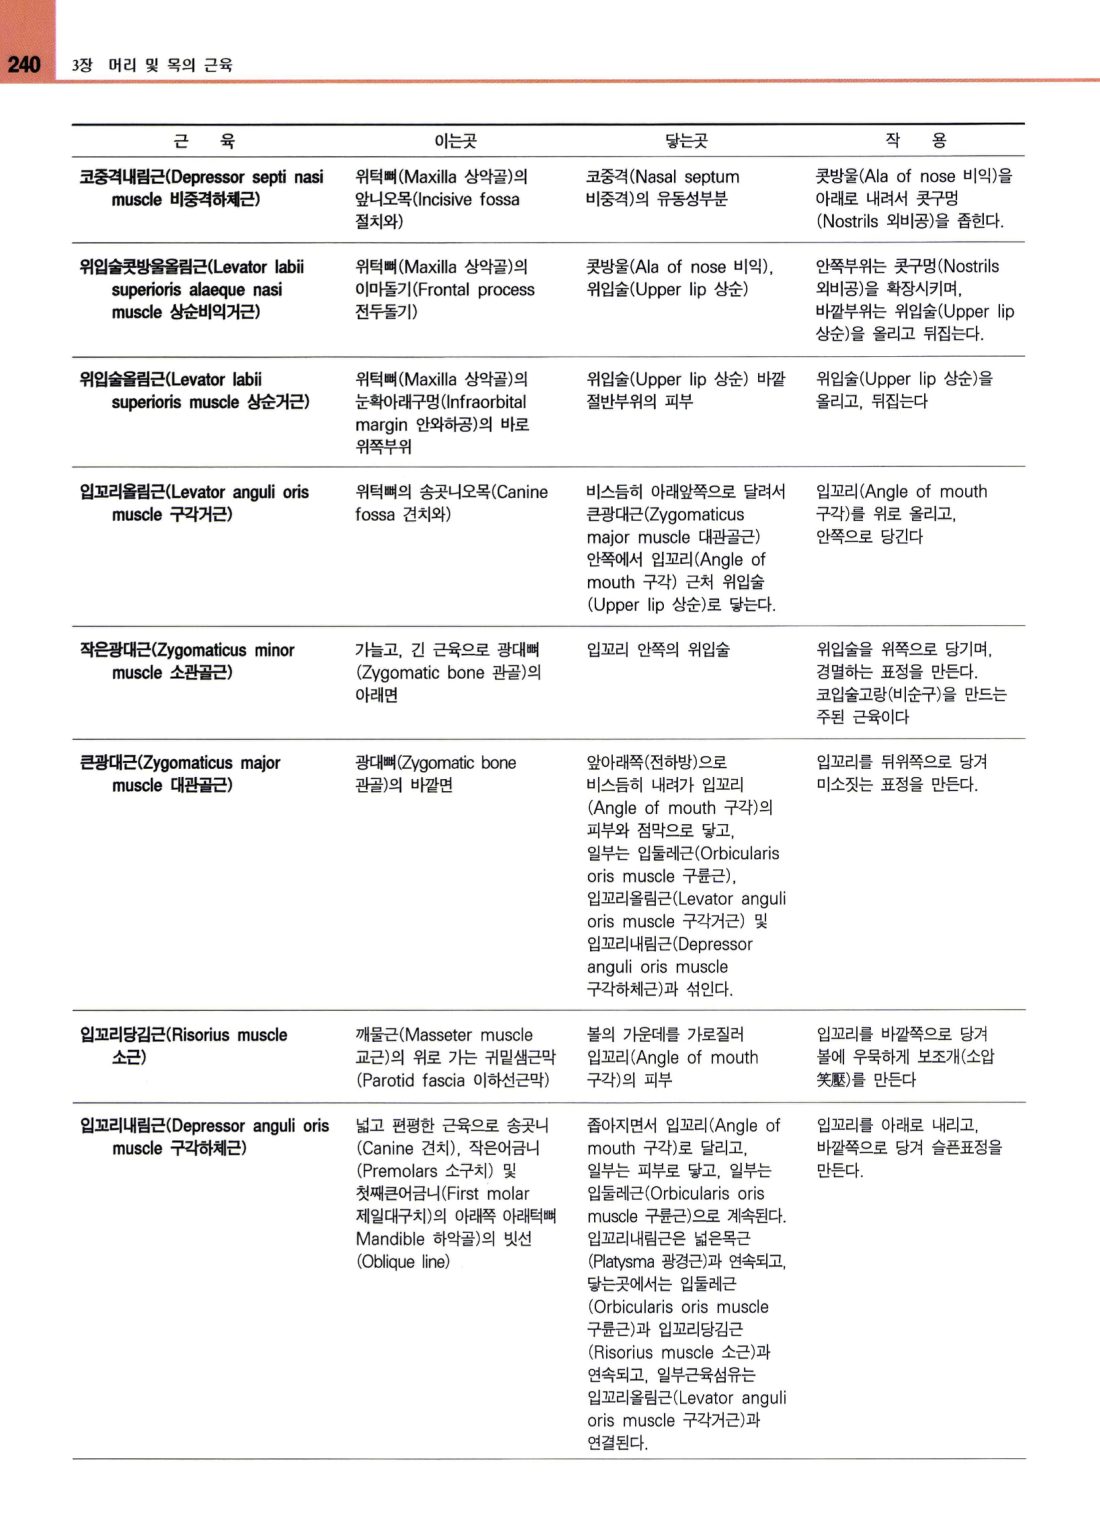 240 3장 머리 및 목의 근육
근 육 이는곳 닿는곳 작 용
코중격내림근(Depressor septi nasi
muscle 비중격하체근)
위턱뼈(Maxilla 상악골)의
앞니오목(Incisive fossa
절치와)
코중격(Nasal septum
비중격)의 유동성부분
콧방울(Ala of nose 비익)을
아래로 내려서 콧구멍
(Nostrils 외비공)을 좁힌다.
위입술콧방울올림근(Levator labii
superioris alaeque nasi
muscle 상순비익거근)
위턱뼈(Maxilla 상악골)의
이마돌기(Frontal process
전두돌기)
콧방울(Ala of nose 비익),
위입술(Upper lip 상순)
안쪽부위는 콧구멍(Nostrils
외비공)을 확장시키며,
바깥부위는 위입술(Upper lip
상순)을 올리고 뒤집는다.
위입술올림근(Levator labii
superioris muscle 상순거근)
위턱뼈(Maxilla 상악골)의
눈확아래구멍(Infraorbital
margin 안와하공)의 바로
위쪽부위
위입술(Upper lip 상순) 바깥
절반부위의 피부
위입술(Upper lip 상순)을
올리고, 뒤집는다
입꼬리올림근(Levator anguli oris
muscle 구각거근)
위턱뼈의 송곳니오목(Canine
fossa 견치와)
비스듬히 아래앞쪽으로 달려서
큰광대근(Zygomaticus
major muscle 대관골근)
안쪽에서 입꼬리(Angle of
mouth 구각) 근처 위입술
(Upper lip 상순)로 닿는다.
입꼬리(Angle of mouth
구각)를 위로 올리고,
안쪽으로 당긴다
작은광대근(Zygomaticus minor
muscle 소관골근)
가늘고, 긴 근육으로 광대뼈
(Zygomatic bone 관골)의
아래면
입꼬리 안쪽의 위입술
위입술을 위쪽으로 당기며,
경멸하는 표정을 만든다.
코입술고랑(비순구)을 만드는
주된 근육이다
큰광대근(Zygomaticus major
muscle 대관골근)
광대뼈(Zygomatic bone
관골)의 바깥면
앞아래쪽(전하방)으로
비스듬히 내려가 입꼬리
(Angle of mouth 구각)의
피부와 점막으로 닿고,
일부는 입둘레근(Orbicularis
oris muscle 구륜근),
입꼬리올림근(Levator anguli
oris muscle 구각거근) 및
입꼬리내림근(Depressor
anguli oris muscle
구각하체근)과 섞인다.
입꼬리를 뒤위쪽으로 당겨
미소짓는 표정을 만든다.
입꼬리당김근(Risorius muscle
소근)
깨물근(Masseter muscle
교근)의 위로 가는 귀밑샘근막
(Parotid fascia 이하선근막)
볼의 가운데를 가로질러
입꼬리(Angle of mouth
구각)의 피부
입꼬리를 바깥쪽으로 당겨
볼에 우묵하게 보조개(소압
笑壓)를 만든다
입꼬리내림근(Depressor anguli oris
muscle 구각하체근)
넓고 편평한 근육으로 송곳니
(Canine 견치), 작은어금니
(Premolars 소구치) 및
첫째큰어금니(First molar
제일대구치)의 아래쪽 아래턱뼈
Mandible 하악골)의 빗선
(Oblique line)
좁아지면서 입꼬리(Angle of
mouth 구각)로 달리고,
일부는 피부로 닿고, 일부는
입둘레근(Orbicularis oris
muscle 구륜근)으로 계속된다.
입꼬리내림근은 넓은목근
(Platysma 광경근)과 연속되고,
닿는곳에서는 입둘레근
(Orbicularis oris muscle
구륜근)과 입꼬리당김근
(Risorius muscle 소근)과
연속되고, 일부근육섬유는
입꼬리올림근(Levator anguli
oris muscle 구각거근)과
연결된다.
입꼬리를 아래로 내리고,
바깥쪽으로 당겨 슬픈표정을
만든다.